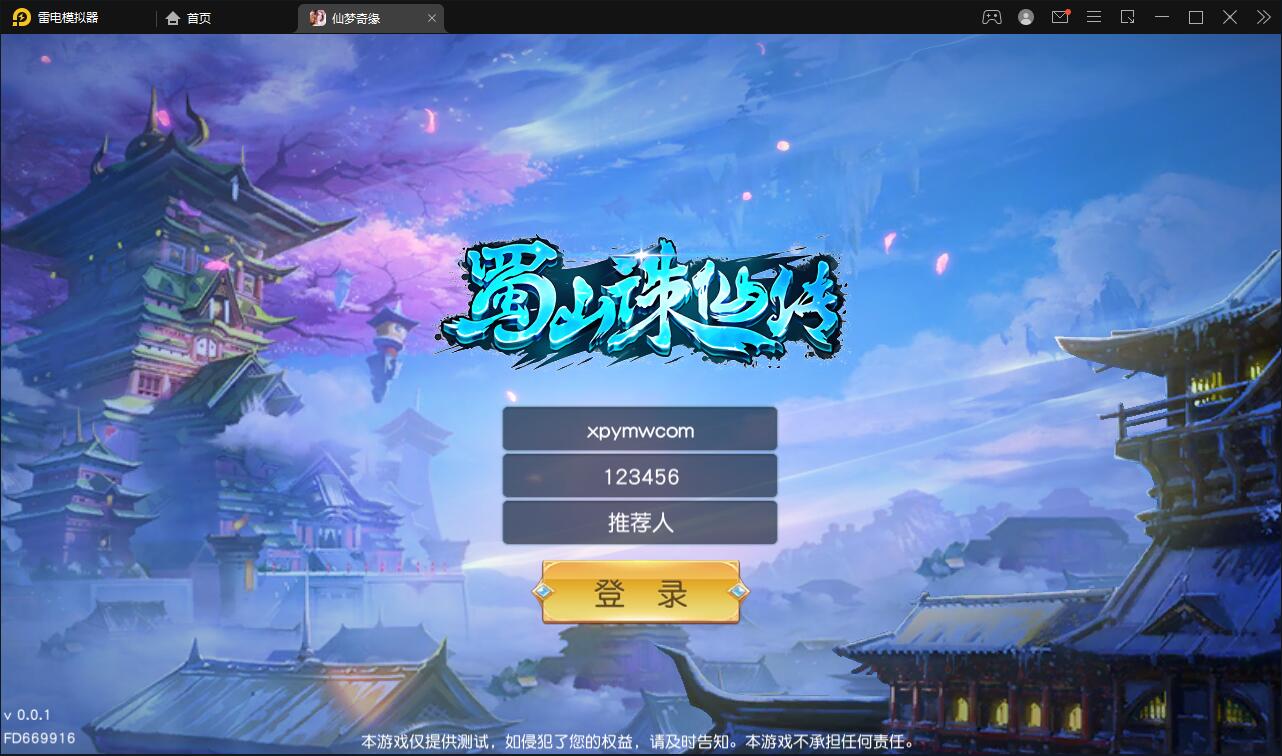 雷电模拟器
首页
仙梦奇缘
蜀山诛仙传
xpymwcom
123456
推荐人
登 录
v 0.0.1
FD669916
本游戏仅提供测试，如侵犯了您的权益，请及时告知。本游戏不承担任何责任。